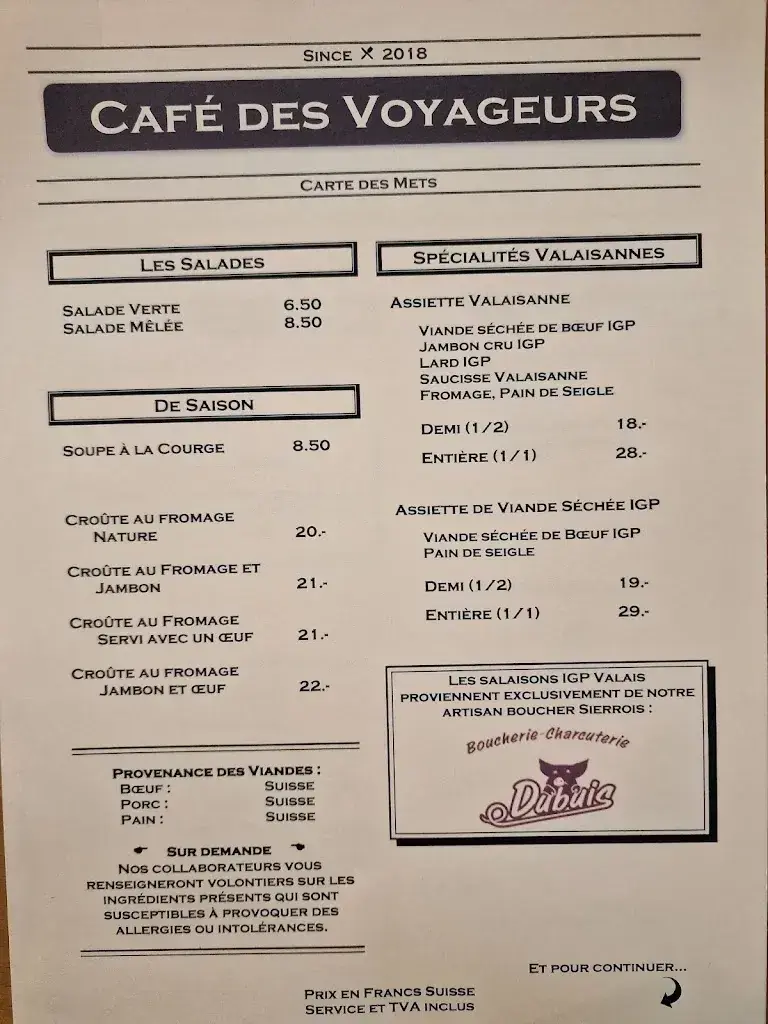 Since 2018
Café des Voyageurs
Carte des Mets
Les Salades
Salade Verte 6.50
Salade Mêlée 8.50
De Saison
Soupe à la Courge 8.50
Croûte au fromage
Nature 20.-
Croûte au Fromage et
Jambon 21.-
Croûte au Fromage
Servi avec un œuf 21.-
Croûte au fromage
Jambon et œuf 22.-
Provenance des Viandes :
Bœuf : Suisse
Porc : Suisse
Pain : Suisse
Sur demande
Nos collaborateurs vous
renseigneront volontiers sur les
ingrédients présents qui sont
susceptibles à provoquer des
allergies ou intolérances.
Spécialités Valaisannes
Assiette Valaisanne
Viande séchée de bœuf IGP
Jambon cru IGP
Lard IGP
Saucisse Valaisanne
Fromage, Pain de Seigle
Demi (1/2) 18.-
Entière (1/1) 28.-
Assiette de Viande Séchée IGP
Viande séchée de Bœuf IGP
Pain de seigle
Demi (1/2) 19.-
Entière (1/1) 29.-
Les salaisons IGP Valais
proviennent exclusivement de notre
artisan boucher Sierrois :
Boucherie-Charcuterie
Dubuis
Et pour continuer...
Prix en Francs Suisse
Service et TVA inclus